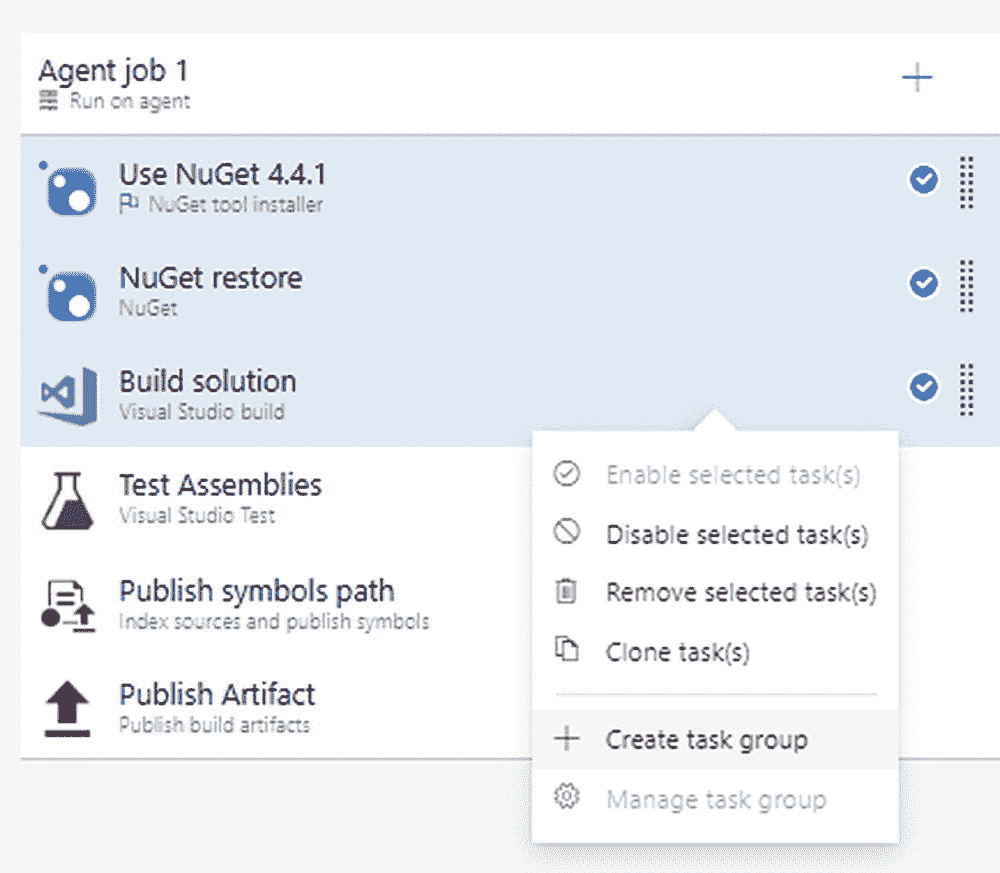 Agent job 1
Run on agent
Use NuGet 4.4.1
NuGet tool installer
NuGet restore
NuGet
Build solution
Visual Studio build
Test Assemblies
Visual Studio Test
Publish symbols path
Index sources and publish symbols
Publish Artifact
Publish build artifacts
Enable selected task(s)
Disable selected task(s)
Remove selected task(s)
Clone task(s)
Create task group
Manage task group